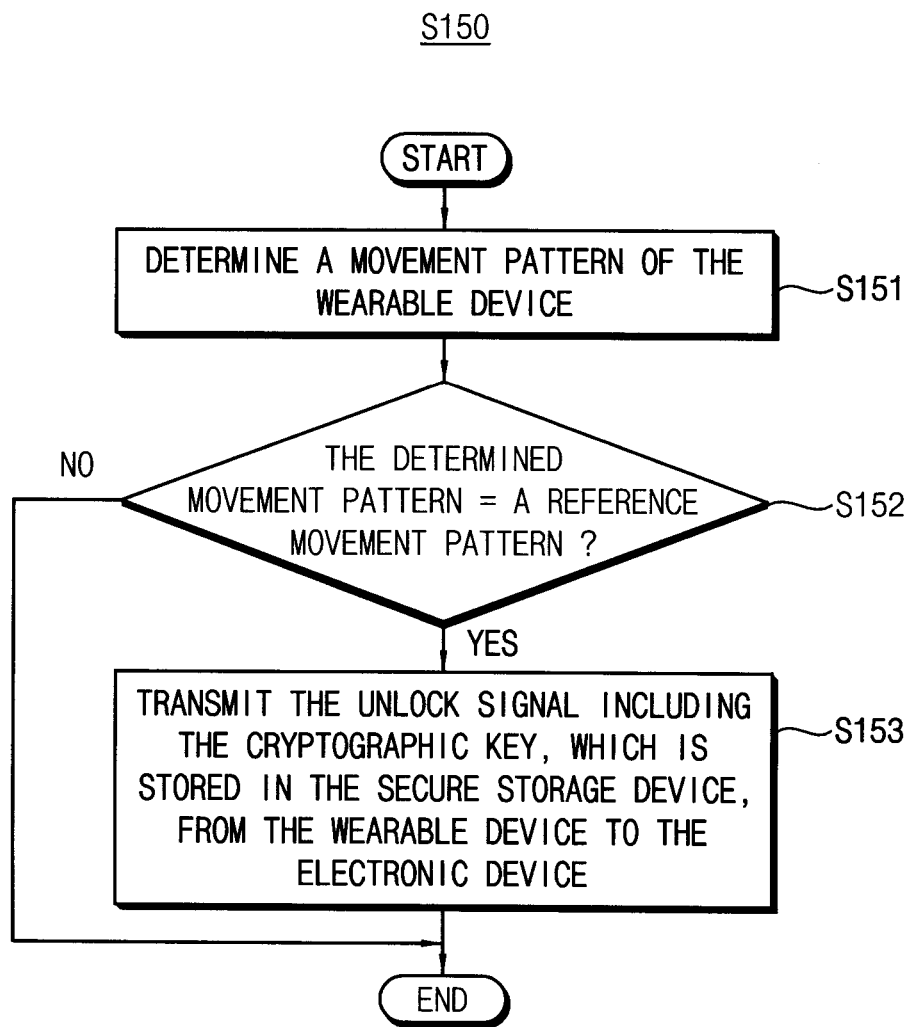 S150
START
DETERMINE A MOVEMENT PATTERN OF THE
WEARABLE DEVICE
S151
NO
THE DETERMINED
MOVEMENT PATTERN = A REFERENCE
MOVEMENT PATTERN ?
S152
YES
TRANSMIT THE UNLOCK SIGNAL INCLUDING
THE CRYPTOGRAPHIC KEY, WHICH IS
STORED IN THE SECURE STORAGE DEVICE,
FROM THE WEARABLE DEVICE TO THE
ELECTRONIC DEVICE
S153
END